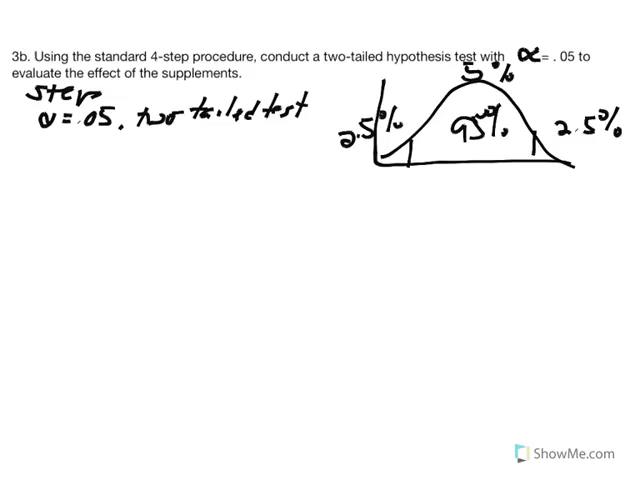 3b. Using the standard 4-step procedure, conduct a two-tailed hypothesis test with α = . 05 to
evaluate the effect of the supplements.
step
α = .05, two tailed test
5%
2.5%
95%
2.5%
ShowMe.com